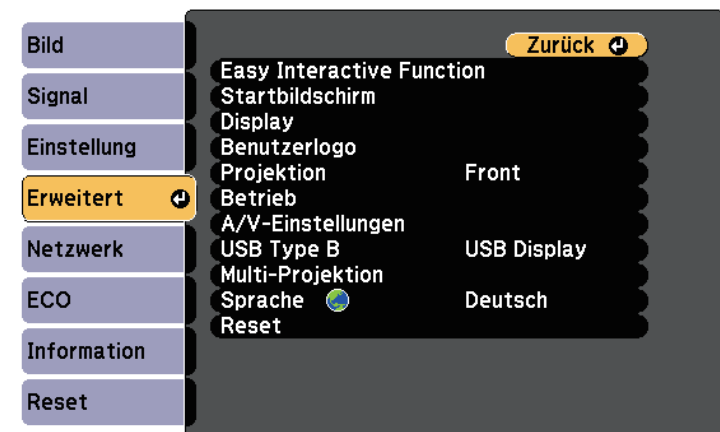 Bild
Signal
Einstellung
Erweitert
Netzwerk
ECO
Information
Reset
Zurück
Easy Interactive Function
Startbildschirm
Display
Benutzerlogo
Projektion Front
Betrieb
A/V-Einstellungen
USB Type B USB Display
Multi-Projektion
Sprache Deutsch
Reset